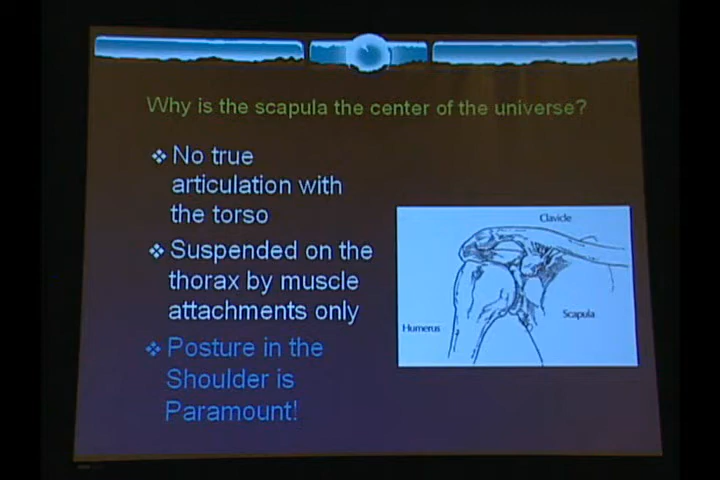 Why is the scapula the center of the universe?
No true
articulation with
the torso
Suspended on the
thorax by muscle
attachments only
Posture in the
Shoulder is
Paramount!
Clavicle
Scapula
Humerus